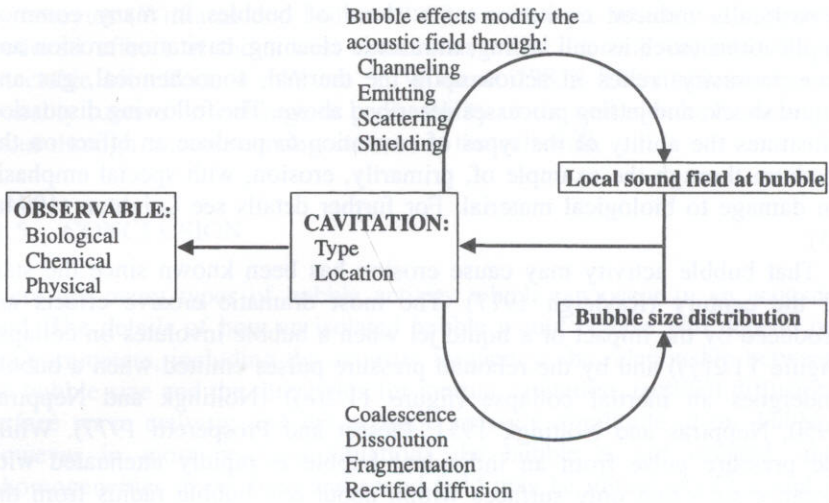 Bubble effects modify the
acoustic field through:
Channeling
Emitting
Scattering
Shielding
Local sound field at bubble
OBSERVABLE:
Biological
Chemical
Physical
CAVITATION:
Type
Location
Bubble size distribution
Coalescence
Dissolution
Fragmentation
Rectified diffusion